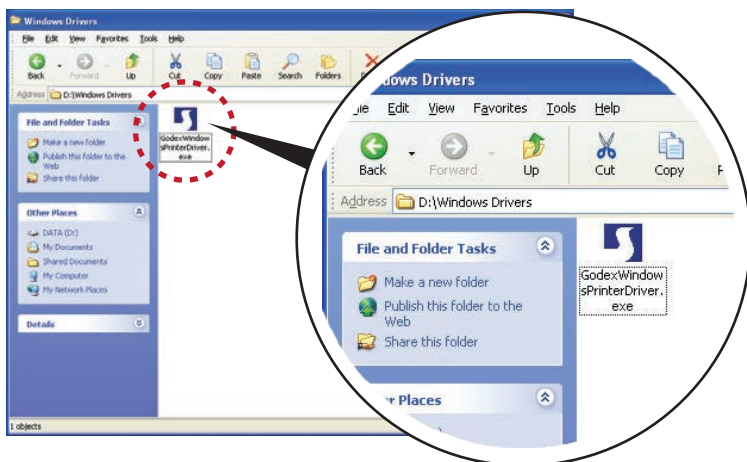 Windows Drivers
File Edit View Favorites Tools Help
Back Forward Up Cut Copy Paste Search Folders
Address D:\Windows Drivers
File and Folder Tasks
Make a new folder
Publish this folder to the
Web
Share this folder
Other Places
DATA (D:)
My Documents
Shared Documents
My Computer
My Network Places
Details
1 objects
GodexWindow
sPrinterDriver.
exe
dows Drivers
Edit View Favorites Tools Help
Back Forward Up Cut Copy
Address D:\Windows Drivers
File and Folder Tasks
Make a new folder
Publish this folder to the
Web
Share this folder
r Places
GodexWindow
sPrinterDriver.
exe